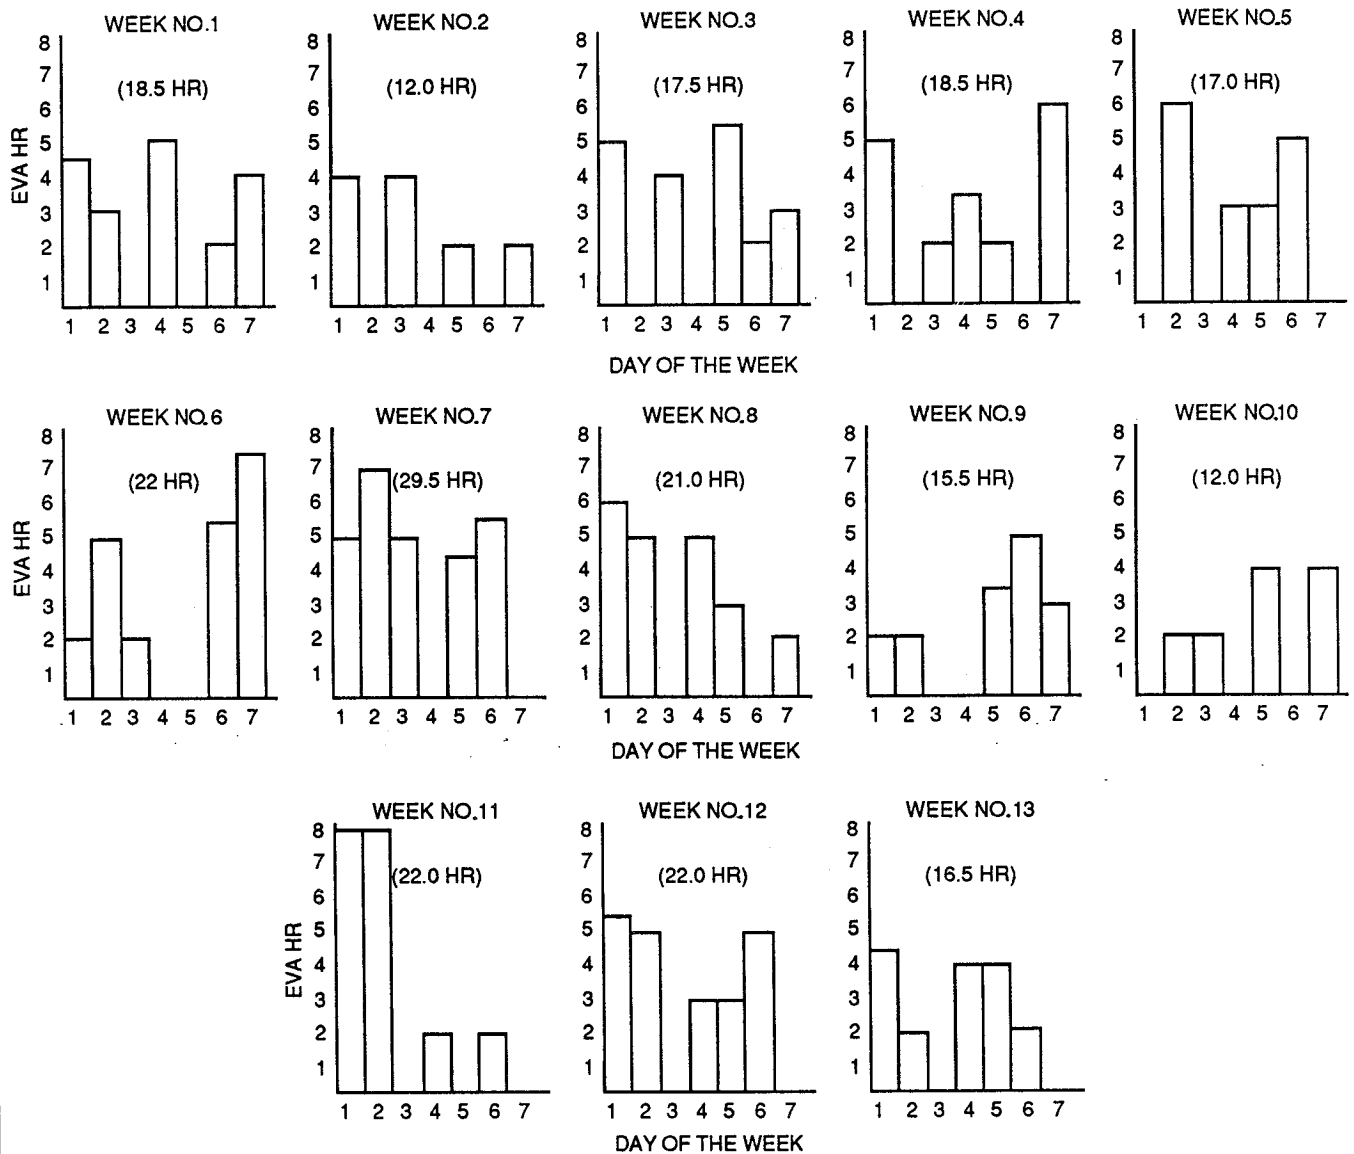 WEEK NO.1
(18.5 HR)
8
7
6
5
4
3
2
1
EVA HR
1 2 3 4 5 6 7
WEEK NO.2
(12.0 HR)
8
7
6
5
4
3
2
1
1 2 3 4 5 6 7
WEEK NO.3
(17.5 HR)
8
7
6
5
4
3
2
1
1 2 3 4 5 6 7
WEEK NO.4
(18.5 HR)
8
7
6
5
4
3
2
1
1 2 3 4 5 6 7
WEEK NO.5
(17.0 HR)
8
7
6
5
4
3
2
1
1 2 3 4 5 6 7
DAY OF THE WEEK
WEEK NO.6
(22 HR)
8
7
6
5
4
3
2
1
EVA HR
1 2 3 4 5 6 7
WEEK NO.7
(29.5 HR)
8
7
6
5
4
3
2
1
1 2 3 4 5 6 7
WEEK NO.8
(21.0 HR)
8
7
6
5
4
3
2
1
1 2 3 4 5 6 7
WEEK NO.9
(15.5 HR)
8
7
6
5
4
3
2
1
1 2 3 4 5 6 7
WEEK NO.10
(12.0 HR)
8
7
6
5
4
3
2
1
1 2 3 4 5 6 7
DAY OF THE WEEK
WEEK NO.11
(22.0 HR)
8
7
6
5
4
3
2
1
EVA HR
1 2 3 4 5 6 7
WEEK NO.12
(22.0 HR)
8
7
6
5
4
3
2
1
1 2 3 4 5 6 7
WEEK NO.13
(16.5 HR)
8
7
6
5
4
3
2
1
1 2 3 4 5 6 7
DAY OF THE WEEK